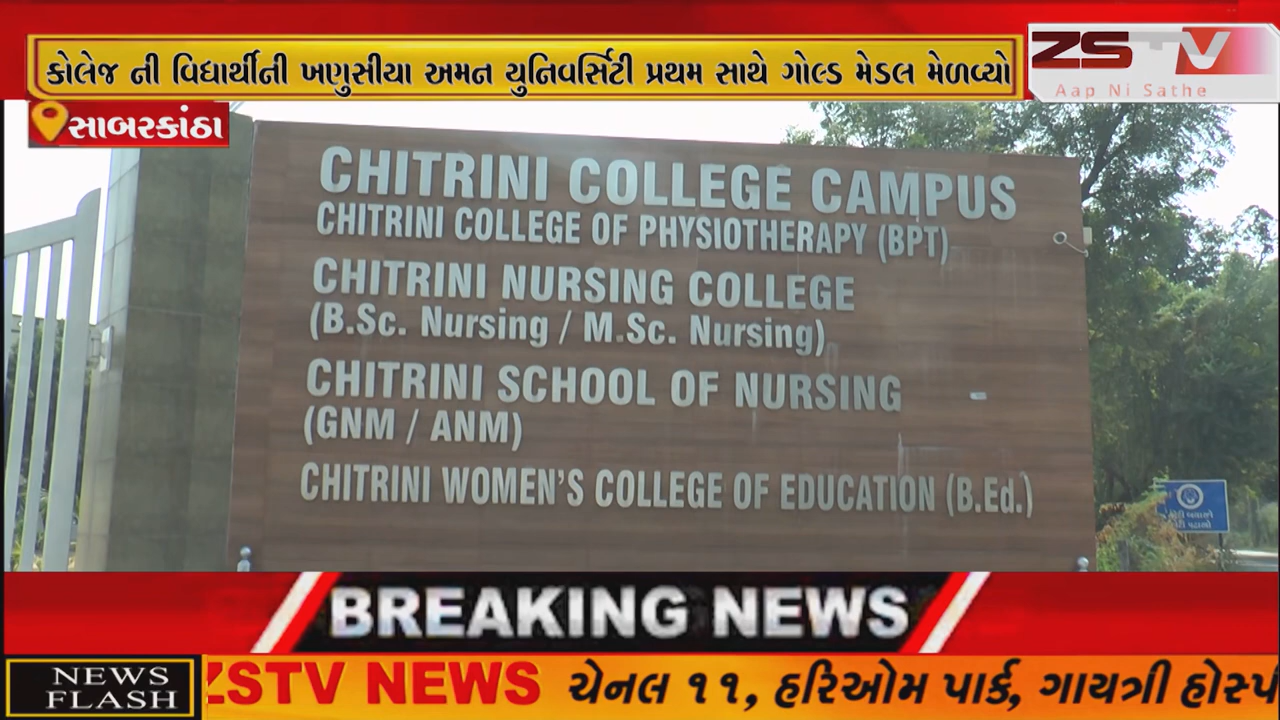 કોલેજ ની વિદ્યાર્થીની ખણુસીયા અમન યુનિવર્સિટી પ્રથમ સાથે ગોલ્ડ મેડલ મેળવ્યો
ZSTV
Aap Ni Sathe
સાબરકાંઠા
CHITRINI COLLEGE CAMPUS
CHITRINI COLLEGE OF PHYSIOTHERAPY (BPT)
CHITRINI NURSING COLLEGE
(B.Sc. Nursing / M.Sc. Nursing)
CHITRINI SCHOOL OF NURSING
(GNM / ANM)
CHITRINI WOMEN'S COLLEGE OF EDUCATION (B.Ed.)
BREAKING NEWS
NEWS FLASH
ZSTV NEWS ચેનલ ૧૧, હરિઓમ પાર્ક, ગાયત્રી હોસ્પ